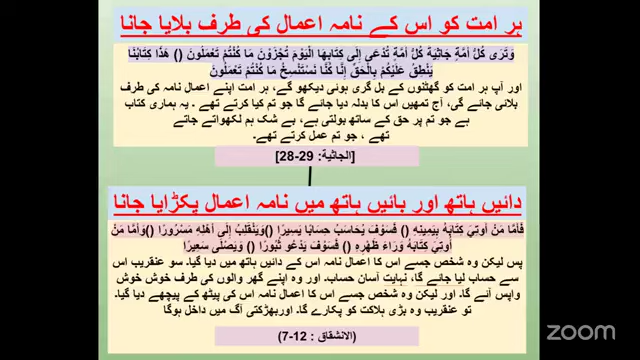 ہر امت کو اس کے نامہ اعمال کی طرف بلایا جانا
وَتَرَى كُلَّ أُمَّةٍ جَاثِيَةً كُلُّ أُمَّةٍ تُدْعَى إِلَى كِتَابِهَا الْيَوْمَ تُجْزَوْنَ مَا كُنْتُمْ تَعْمَلُونَ () هَذَا كِتَابُنَا
يَنْطِقُ عَلَيْكُمْ بِالْحَقِّ إِنَّا كُنَّا نَسْتَنْسِخُ مَا كُنْتُمْ تَعْمَلُونَ
اور آپ ہر امت کو گھٹنوں کے بل گری ہوئی دیکھو گے، ہر امت اپنے اعمال نامہ کی طرف
بلائی جائے گی، آج تمہیں اس کا بدلہ دیا جائے گا جو تم کیا کرتے تھے ۔ یہ ہماری کتاب
ہے جو تم پر حق کے ساتھ بولتی ہے، بے شک ہم لکھواتے جاتے
تھے ، جو تم عمل کرتے تھے۔
[الجاثية: 29-28]
دائیں ہاتھ اور بائیں ہاتھ میں نامہ اعمال پکڑایا جانا
فَأَمَّا مَنْ أُوتِيَ كِتَابَهُ بِيَمِينِهِ () فَسَوْفَ يُحَاسَبُ حِسَابًا يَسِيرًا () وَيَنْقَلِبُ إِلَى أَهْلِهِ مَسْرُورًا () وَأَمَّا مَنْ
أُوتِيَ كِتَابَهُ وَرَاءَ ظَهْرِهِ () فَسَوْفَ يَدْعُو ثُبُورًا () وَيَصْلَى سَعِيرًا
پس لیکن وہ شخص جسے اس کا اعمال نامہ اس کے دائیں ہاتھ میں دیا گیا۔ سو عنقریب اس
سے حساب لیا جائے گا، نہایت آسان حساب۔ اور وہ اپنے گھر والوں کی طرف خوش خوش
واپس آئے گا۔ اور لیکن وہ شخص جسے اس کا اعمال نامہ اس کی پیٹھ کے پیچھے دیا گیا۔
تو عنقریب وہ بڑی ہلاکت کو پکارے گا۔ اوربھڑکتی آگ میں داخل ہوگا
(الانشقاق : 12-7)
zoom